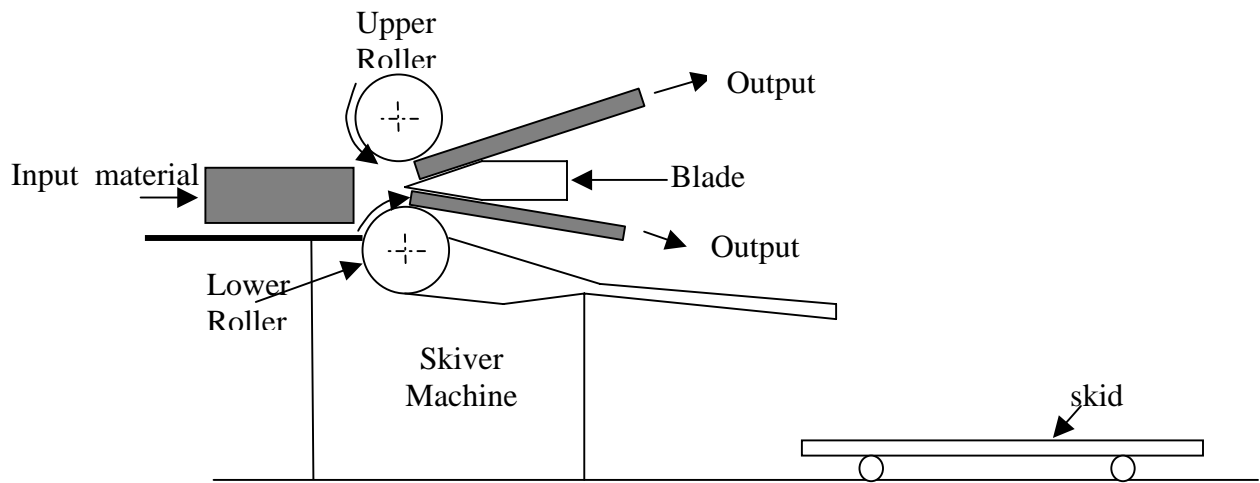 Upper
Roller
Output
Input material
Blade
Output
Lower
Roller
Skiver
Machine
skid